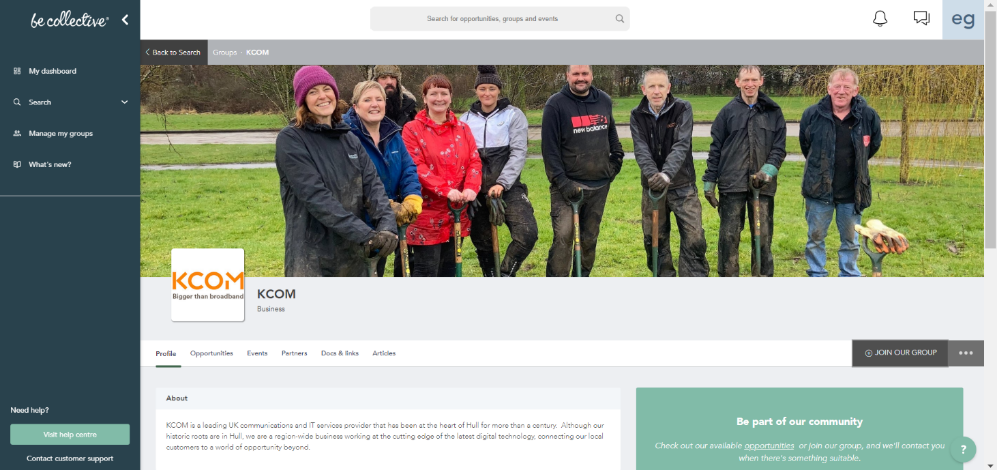 be collective
Search for opportunities, groups and events
eg
Back to Search
Groups · KCOM
My dashboard
Search
Manage my groups
What's new?
new balance
KCOM
Bigger than broadband
KCOM
Business
Profile
Opportunities
Events
Partners
Docs & links
Articles
JOIN OUR GROUP
About
KCOM is a leading UK communications and IT services provider that has been at the heart of Hull for more than a century. Although our
historic roots are in Hull, we are a region-wide business working at the cutting edge of the latest digital technology, connecting our local
customers to a world of opportunity beyond.
Be part of our community
Check out our available opportunities or join our group, and we'll contact you
when there's something suitable.
?
Need help?
Visit help centre
Contact customer support